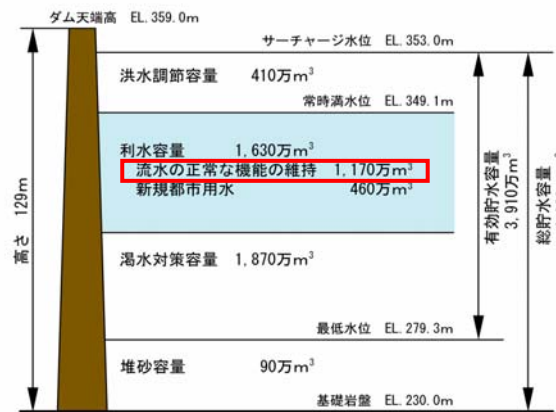 ダム天端高 EL.359.0m
サーチャージ水位 EL.353.0m
洪水調節容量 410万m³
常時満水位 EL.349.1m
利水容量 1,630万m³
流水の正常な機能の維持 1,170万m³
新規都市用水 460万m³
渇水対策容量 1,870万m³
最低水位 EL.279.3m
堆砂容量 90万m³
基礎岩盤 EL.230.0m
高さ 129m
有効貯水容量
3,910万m³
総貯水容量